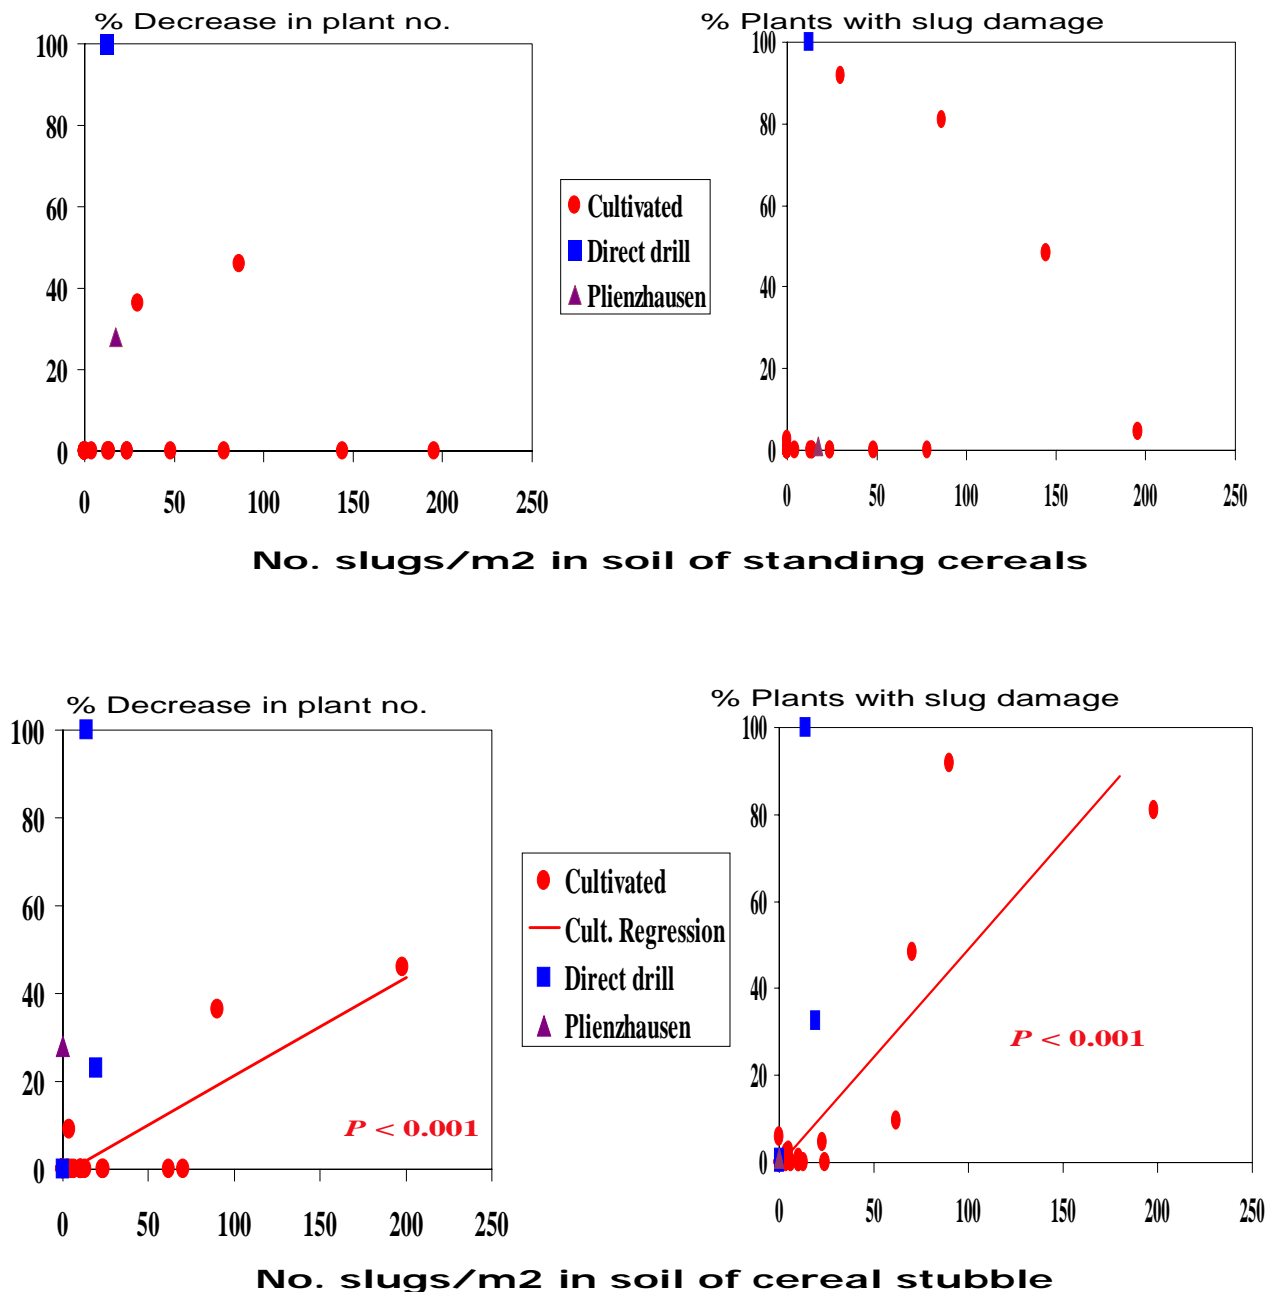 % Decrease in plant no.
% Plants with slug damage
100
80
60
40
20
0
0 50 100 150 200 250
Cultivated
Direct drill
Plienzhausen
100
80
60
40
20
0
0 50 100 150 200 250
No. slugs/m2 in soil of standing cereals
% Decrease in plant no.
% Plants with slug damage
100
80
60
40
20
0
P < 0.001
0 50 100 150 200 250
Cultivated
Cult. Regression
Direct drill
Plienzhausen
100
80
60
40
20
0
P < 0.001
0 50 100 150 200 250
No. slugs/m2 in soil of cereal stubble